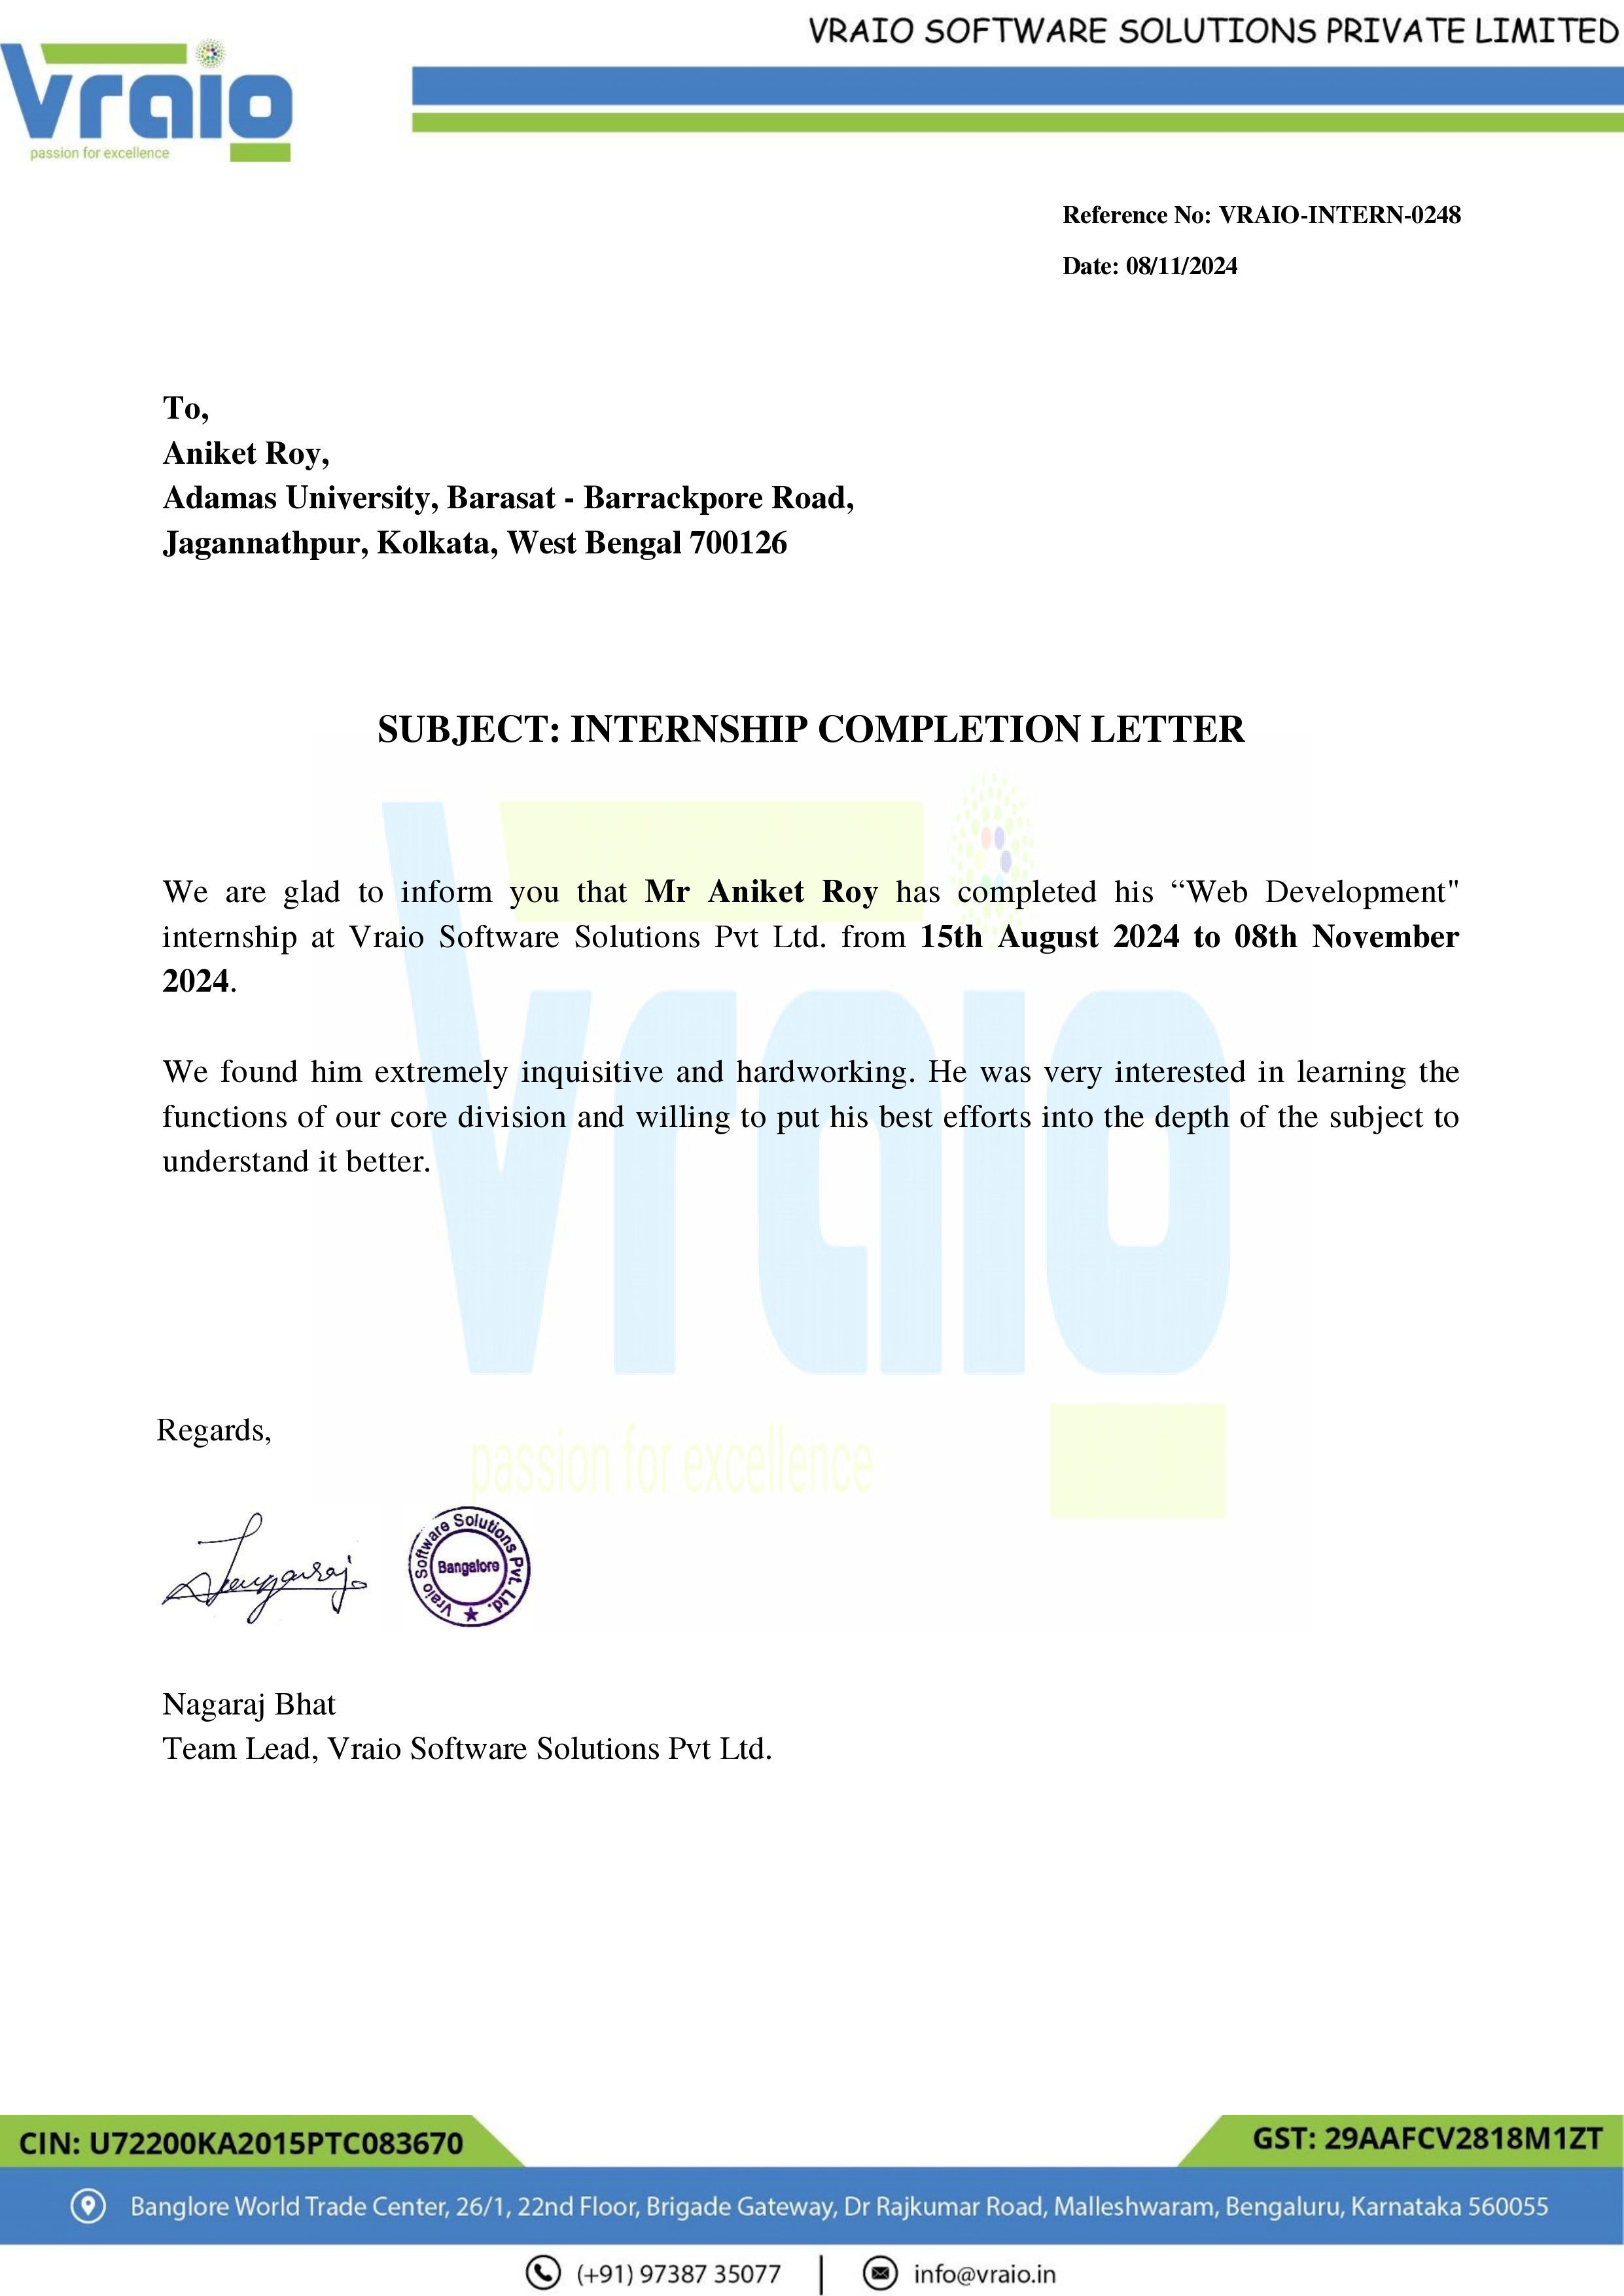 VRAIO SOFTWARE SOLUTIONS PRIVATE LIMITED
Vraio
passion for excellence
Reference No: VRAIO-INTERN-0248
Date: 08/11/2024
To,
Aniket Roy,
Adamas University, Barasat - Barrackpore Road,
Jagannathpur, Kolkata, West Bengal 700126
SUBJECT: INTERNSHIP COMPLETION LETTER
We are glad to inform you that Mr Aniket Roy has completed his “Web Development"
internship at Vraio Software Solutions Pvt Ltd. from 15th August 2024 to 08th November
2024.
We found him extremely inquisitive and hardworking. He was very interested in learning the
functions of our core division and willing to put his best efforts into the depth of the subject to
understand it better.
Vraio
passion for excellence
Regards,
Vraio Software Solutions Pvt. Ltd.
Bangalore
Nagaraj Bhat
Team Lead, Vraio Software Solutions Pvt Ltd.
CIN: U72200KA2015PTC083670
GST: 29AAFCV2818M1ZT
Banglore World Trade Center, 26/1, 22nd Floor, Brigade Gateway, Dr Rajkumar Road, Malleshwaram, Bengaluru, Karnataka 560055
(+91) 97387 35077 | info@vraio.in